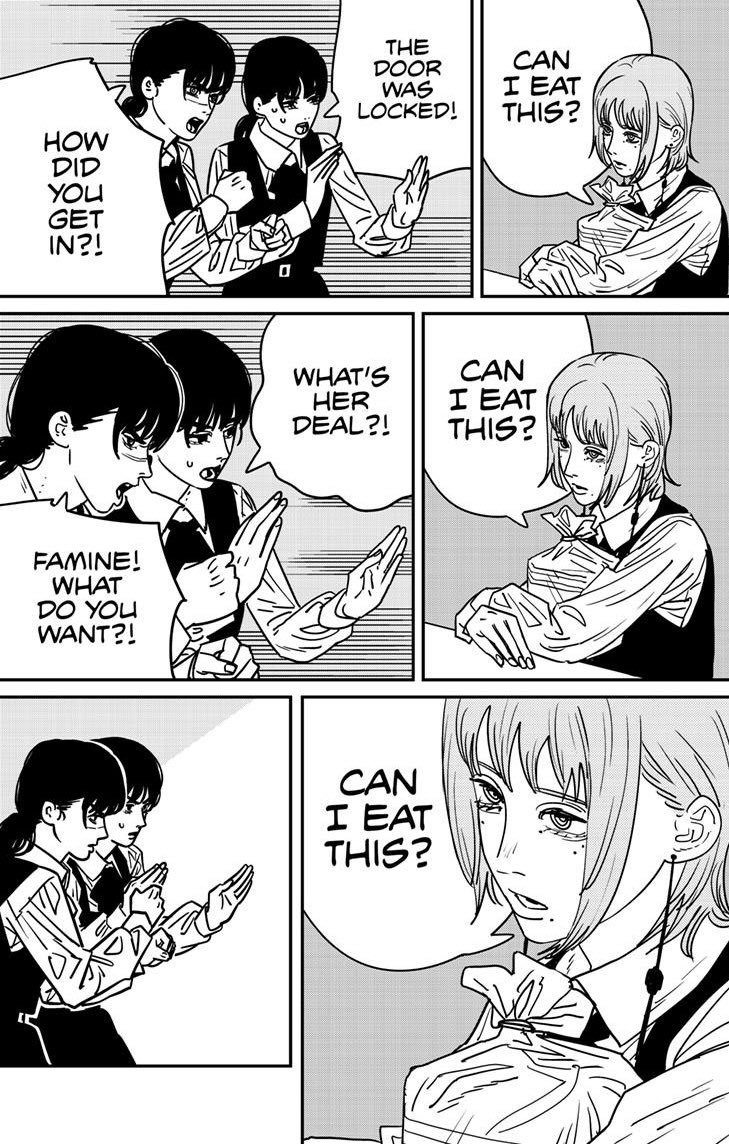 CAN
I EAT
THIS?
THE
DOOR
WAS
LOCKED!
HOW
DID
YOU
GET
IN?!
CAN
I EAT
THIS?
WHAT'S
HER
DEAL?!
FAMINE!
WHAT
DO YOU
WANT?!
CAN
I EAT
THIS?